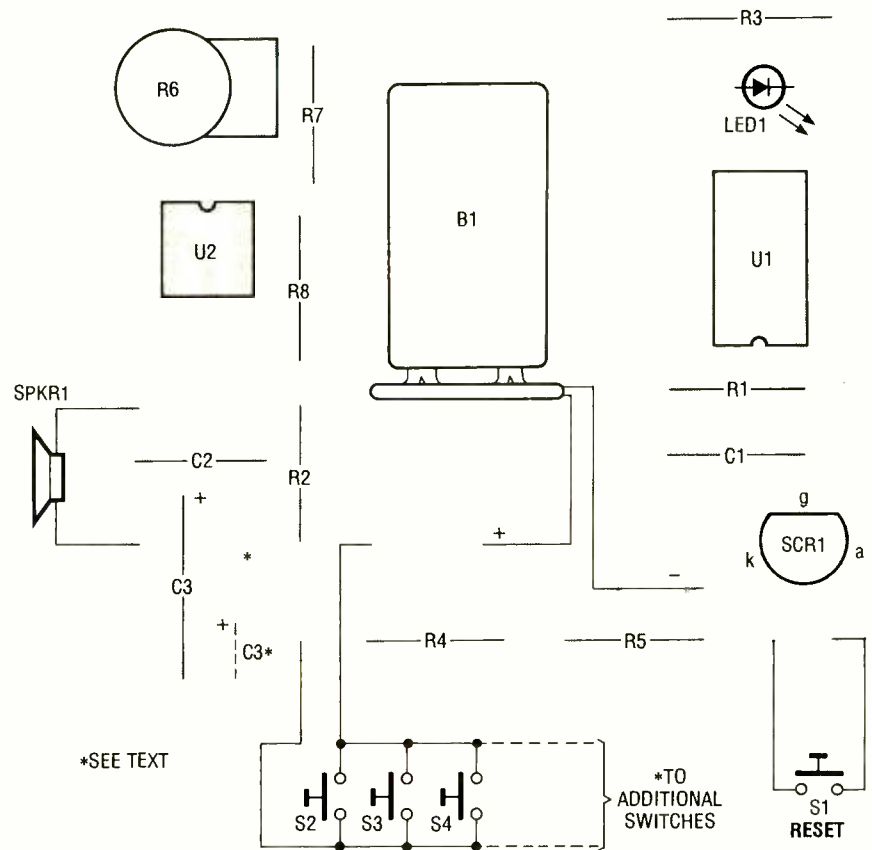 R3
R6
R7
LED1
B1
U2
U1
R8
R1
SPKR1
C2
R2
C1
+
g
+
SCR1
k
a
*
C3
-
+
C3*
R4
R5
*SEE TEXT
*TO
ADDITIONAL
SWITCHES
S2
S3
S4
S1
RESET